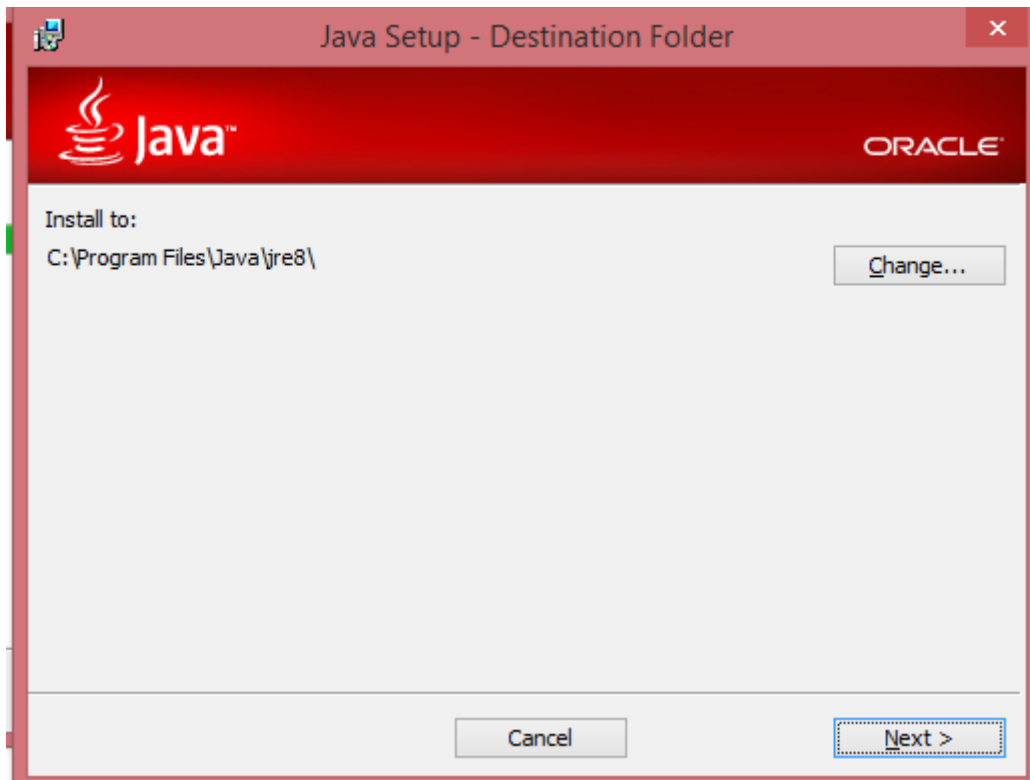 Java Setup - Destination Folder
Java™
ORACLE®
Install to:
C:\Program Files\Java\jre8\
Change...
Cancel
Next >